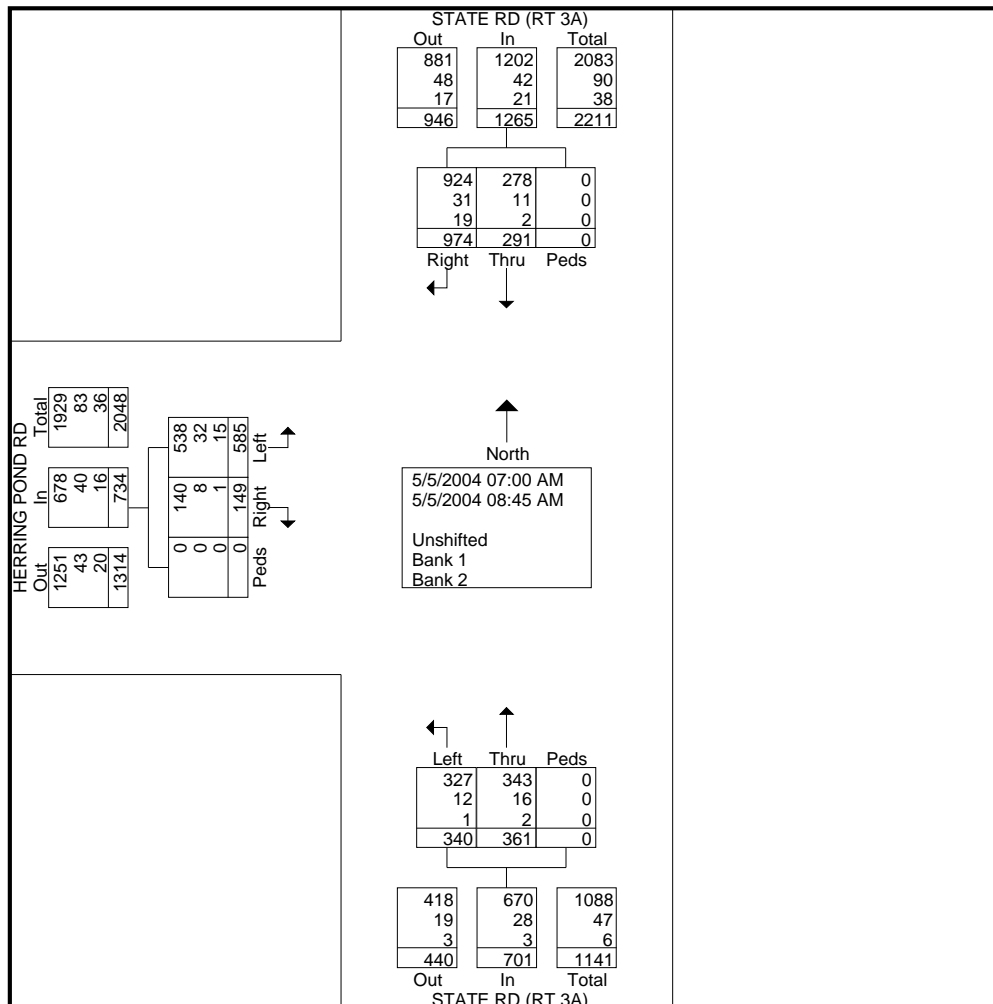 STATE RD (RT 3A)
Out In Total
881 1202 2083
48 42 90
17 21 38
946 1265 2211
924 278 0
31 11 0
19 2 0
974 291 0
Right Thru Peds
HERRING POND RD
Out In Total
1251 678 1929
43 40 83
20 16 36
1314 734 2048
0 140 538
0 8 32
0 1 15
0 149 585
Peds Right Left
North
5/5/2004 07:00 AM
5/5/2004 08:45 AM
Unshifted
Bank 1
Bank 2
Left Thru Peds
327 343 0
12 16 0
1 2 0
340 361 0
418 670 1088
19 28 47
3 3 6
440 701 1141
Out In Total
STATE RD (RT 3A)